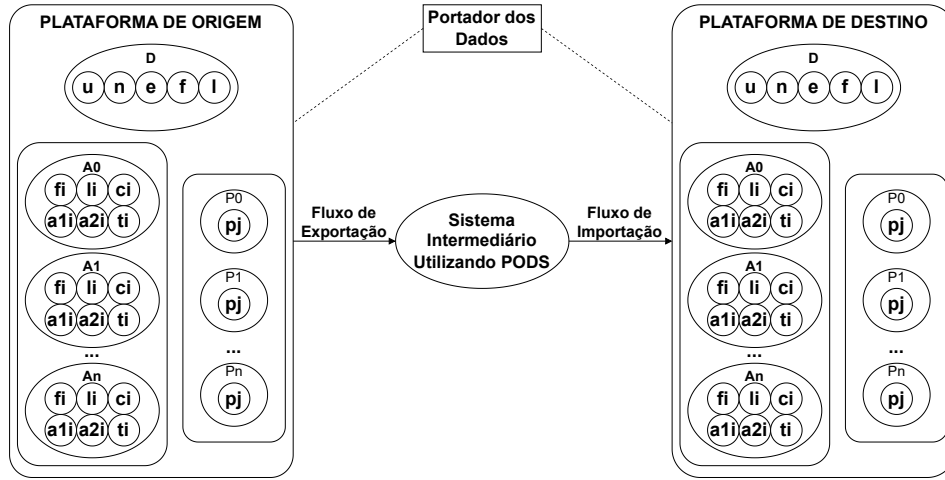 PLATAFORMA DE ORIGEM
D
u n e f l
A0
fi li ci
a1i a2i ti
A1
fi li ci
a1i a2i ti
...
An
fi li ci
a1i a2i ti
P0
pj
P1
pj
...
Pn
pj
Portador dos
Dados
Fluxo de
Exportação
Sistema
Intermediário
Utilizando PODS
Fluxo de
Importação
PLATAFORMA DE DESTINO
D
u n e f l
A0
fi li ci
a1i a2i ti
A1
fi li ci
a1i a2i ti
...
An
fi li ci
a1i a2i ti
P0
pj
P1
pj
...
Pn
pj